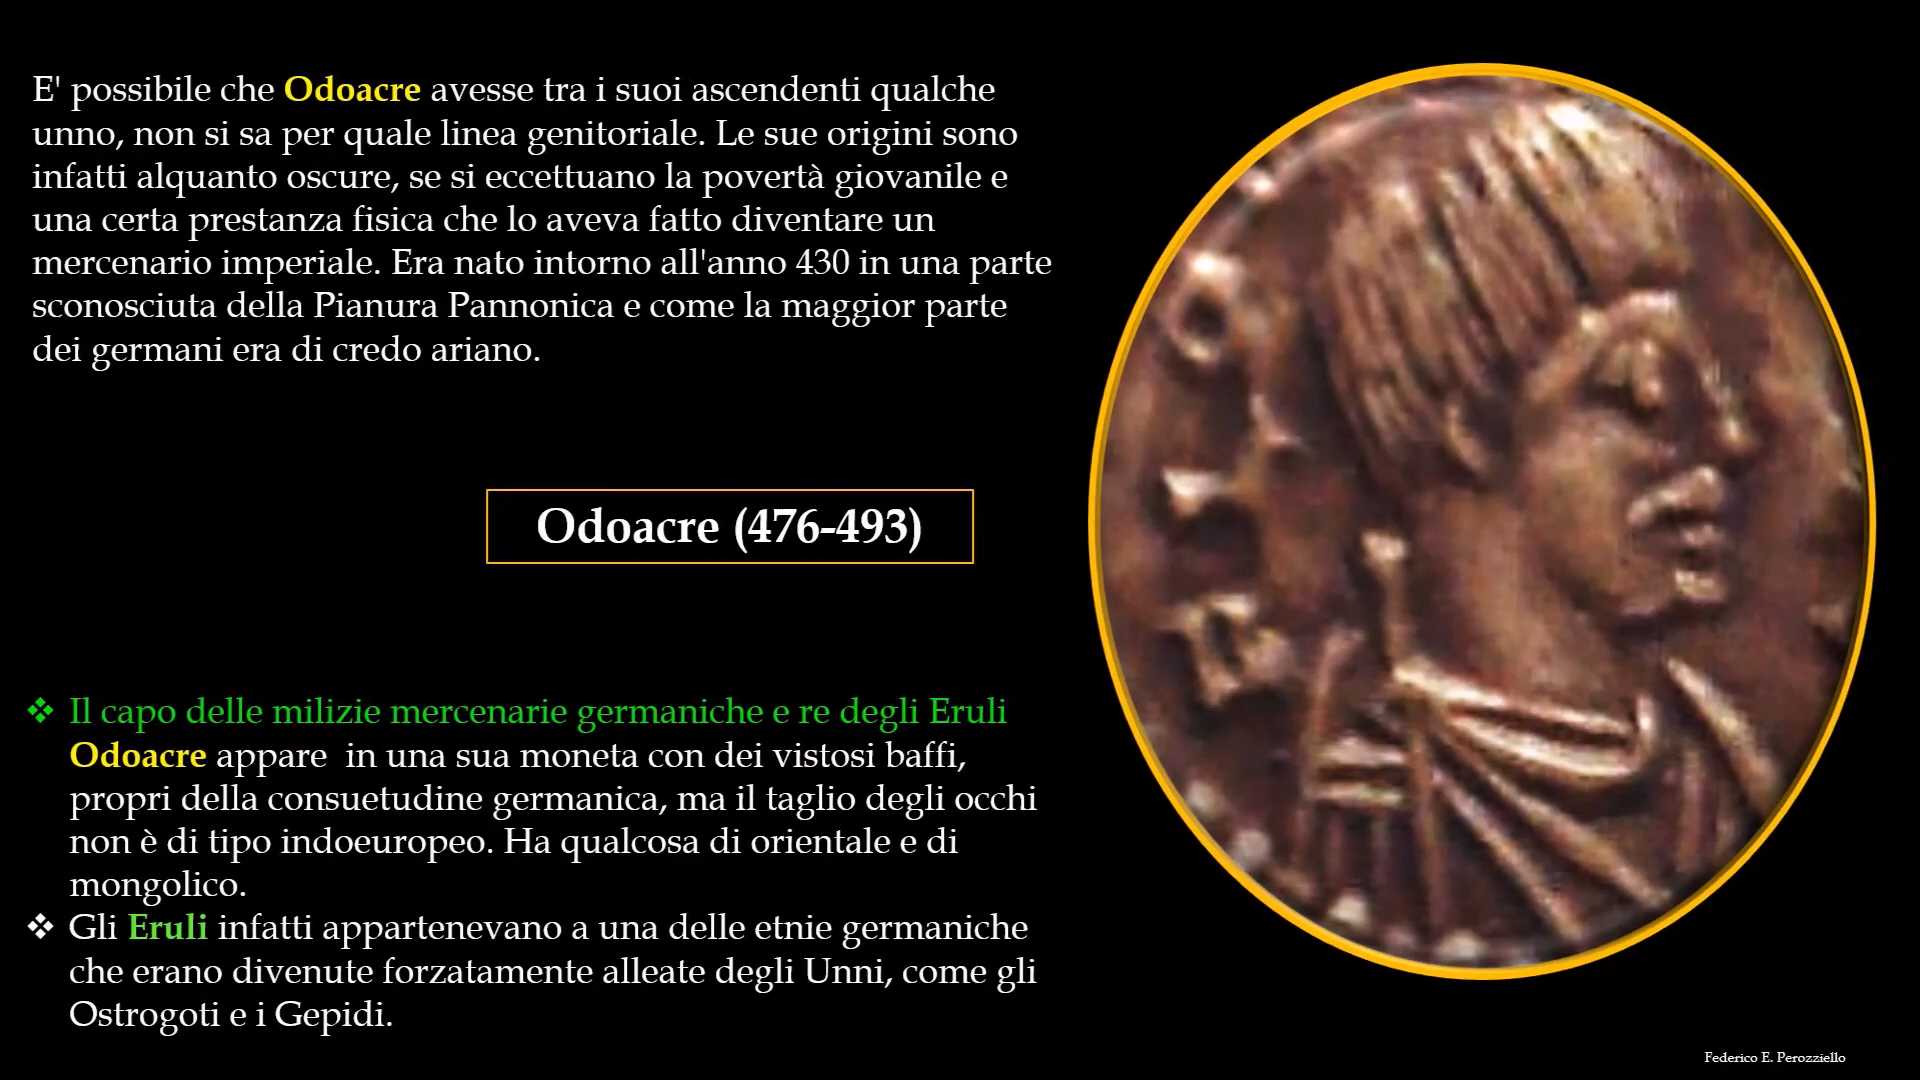 E' possibile che Odoacre avesse tra i suoi ascendenti qualche
unno, non si sa per quale linea genitoriale. Le sue origini sono
infatti alquanto oscure, se si eccettuano la povertà giovanile e
una certa prestanza fisica che lo aveva fatto diventare un
mercenario imperiale. Era nato intorno all'anno 430 in una parte
sconosciuta della Pianura Pannonica e come la maggior parte
dei germani era di credo ariano.
Odoacre (476-493)
❖ Il capo delle milizie mercenarie germaniche e re degli Eruli
Odoacre appare  in una sua moneta con dei vistosi baffi,
propri della consuetudine germanica, ma il taglio degli occhi
non è di tipo indoeuropeo. Ha qualcosa di orientale e di
mongolico.
❖ Gli Eruli infatti appartenevano a una delle etnie germaniche
che erano divenute forzatamente alleate degli Unni, come gli
Ostrogoti e i Gepidi.
Federico E. Perozziello